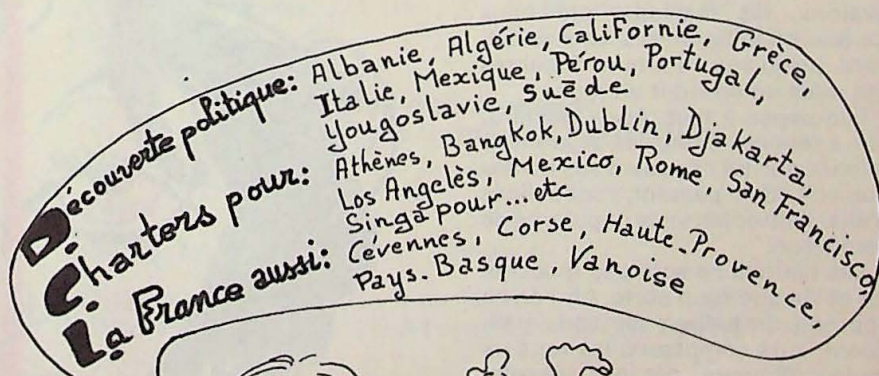 Découverte politique: Albanie, Algérie, Californie, Grèce,
Italie, Mexique, Pérou, Portugal,
Yougoslavie, Suède
Charters pour: Athènes, Bangkok, Dublin, Djakarta,
Los Angelès, Mexico, Rome, San Francisco,
Singapour...etc
La France aussi: Cévennes, Corse, Haute-Provence,
Pays-Basque, Vanoise